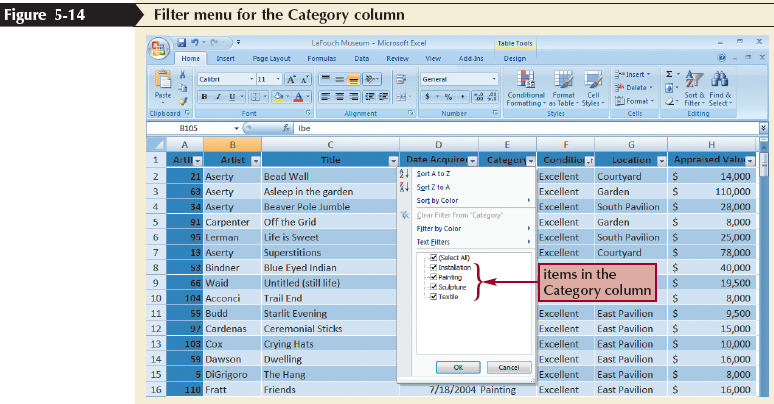 Figure 5-14 Filter menu for the Category column
LaFouch Museum - Microsoft Excel Table Tools
Home Insert Page Layout Formulas Data Review View Add-Ins Design
Calibri 11 A A General Insert Σ
Paste B I U A $ % , Conditional Format Cell Delete Sort & Find &
Formatting as Table Styles Format Filter Select
Clipboard Font Alignment Number Styles Cells Editing
B105 fx Ibe
A B C D E F G H
1 ArtID Artist Title Date Acquired Category Condition Location Appraised Value
2 21 Aserty Bead Wall Excellent Courtyard $ 14,000
3 63 Aserty Asleep in the garden Excellent Garden $ 110,000
4 34 Aserty Beaver Pole Jumble Excellent South Pavilion $ 28,000
5 91 Carpenter Off the Grid Excellent Garden $ 8,000
6 95 Lerman Life is Sweet Excellent South Pavilion $ 25,000
7 13 Aserty Superstitions Excellent Courtyard $ 78,000
8 53 Bindner Blue Eyed Indian $ 40,000
9 66 Waid Untitled (still life) $ 19,500
10 104 Acconci Trail End $ 8,000
11 55 Budd Starlit Evening Excellent East Pavilion $ 9,500
12 97 Cardenas Ceremonial Sticks Excellent East Pavilion $ 15,000
13 103 Cox Crying Hats Excellent East Pavilion $ 10,000
14 59 Dawson Dwelling Excellent East Pavilion $ 16,000
15 5 DiGrigoro The Hang Excellent East Pavilion $ 8,000
16 110 Fratt Friends 7/18/2004 Painting Excellent East Pavilion $ 16,000
Sort A to Z
Sort Z to A
Sort by Color
Clear Filter From "Category"
Filter by Color
Text Filters
(Select All)
Installation
Painting
Sculpture
Textile
OK Cancel
items in the
Category column